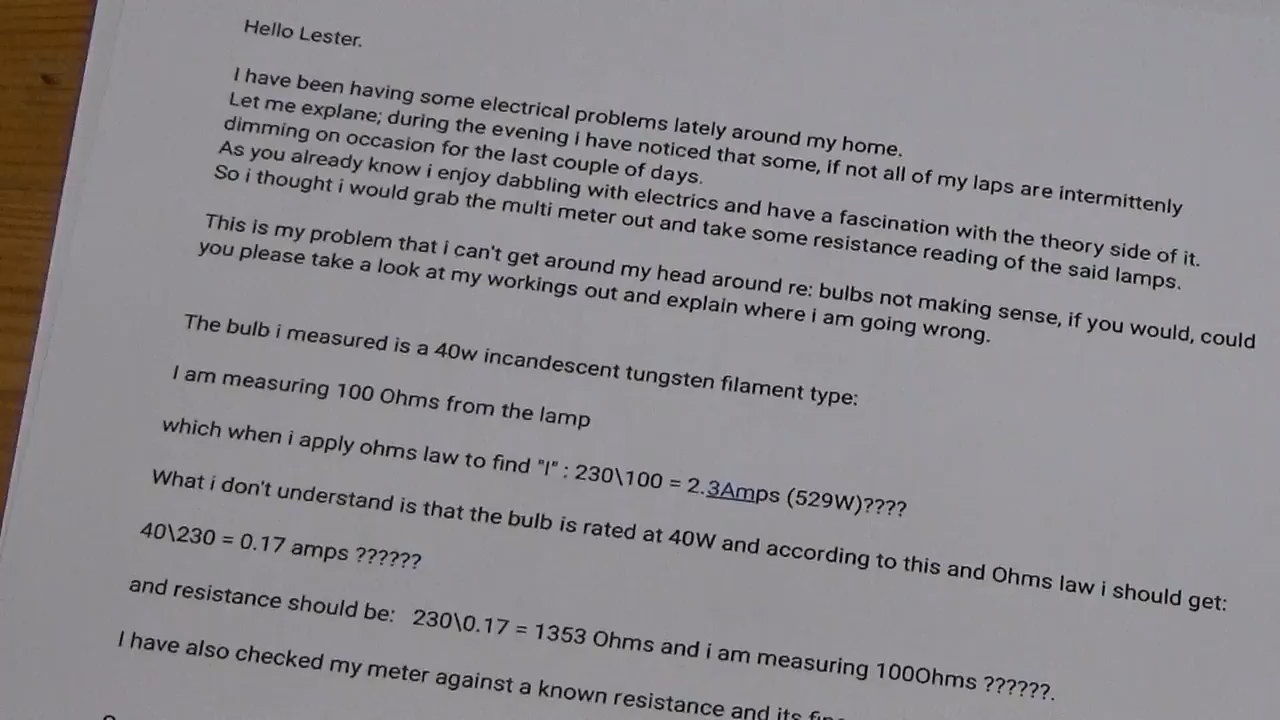 Hello Lester.
I have been having some electrical problems lately around my home.
Let me explane; during the evening i have noticed that some, if not all of my laps are intermittenly
dimming on occasion for the last couple of days.
As you already know i enjoy dabbling with electrics and have a fascination with the theory side of it.
So i thought i would grab the multi meter out and take some resistance reading of the said lamps.
This is my problem that i can't get around my head around re: bulbs not making sense, if you would, could
you please take a look at my workings out and explain where i am going wrong.
The bulb i measured is a 40w incandescent tungsten filament type:
I am measuring 100 Ohms from the lamp
which when i apply ohms law to find "I" : 230\100 = 2.3Amps (529W)????
What i don't understand is that the bulb is rated at 40W and according to this and Ohms law i should get:
40\230 = 0.17 amps ??????
and resistance should be: 230\0.17 = 1353 Ohms and i am measuring 100Ohms ??????.
I have also checked my meter against a known resistance and its